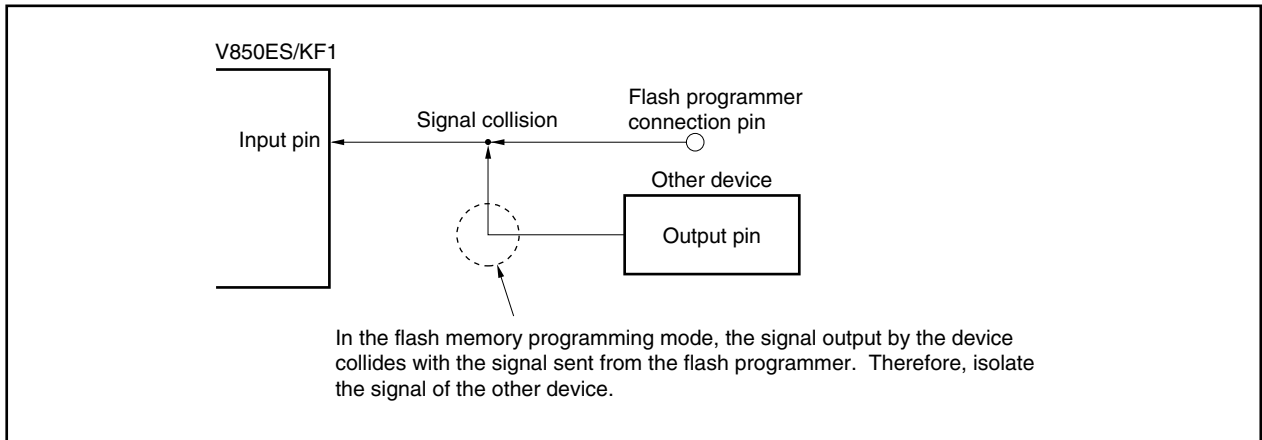 V850ES/KF1
Input pin
Signal collision
Flash programmer
connection pin
Other device
Output pin
In the flash memory programming mode, the signal output by the device
collides with the signal sent from the flash programmer.  Therefore, isolate
the signal of the other device.